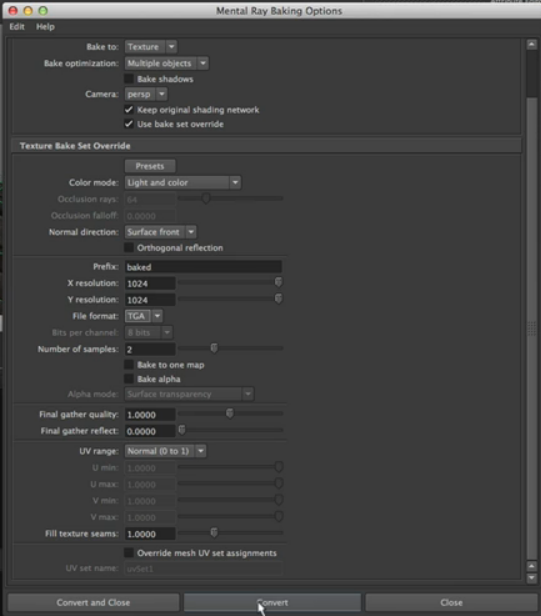 Mental Ray Baking Options
Edit Help
Bake to: Texture
Bake optimization: Multiple objects
Bake shadows
Camera: persp
Keep original shading network
Use bake set override
Texture Bake Set Override
Presets
Color mode: Light and color
Occlusion rays: 64
Occlusion falloff: 0.0000
Normal direction: Surface front
Orthogonal reflection
Prefix: baked
X resolution: 1024
Y resolution: 1024
File format: TGA
Bits per channel: 8 bits
Number of samples: 2
Bake to one map
Bake alpha
Alpha mode: Surface transparency
Final gather quality: 1.0000
Final gather reflect: 0.0000
UV range: Normal (0 to 1)
U min: 1.0000
U max: 1.0000
V min: 1.0000
V max: 1.0000
Fill texture seams: 1.0000
Override mesh UV set assignments
UV set name: uvSet1
Convert and Close Convert Close